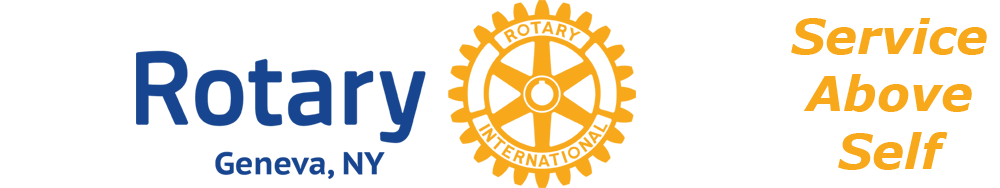 Rotary
Geneva, NY
ROTARY
INTERNATIONAL
Service
Above
Self